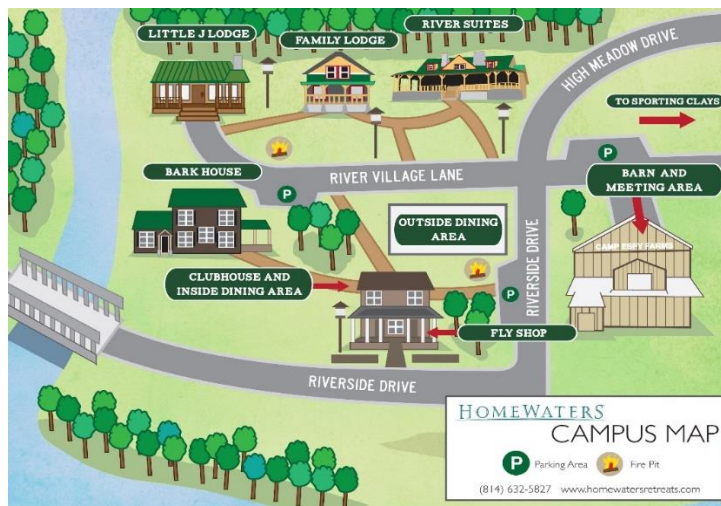 LITTLE J LODGE
FAMILY LODGE
RIVER SUITES
HIGH MEADOW DRIVE
TO SPORTING CLAYS
P
BARK HOUSE
P
RIVER VILLAGE LANE
BARN AND
MEETING AREA
OUTSIDE DINING
AREA
CAMP ESPY FARMS
CLUBHOUSE AND
INSIDE DINING AREA
P
RIVERSIDE DRIVE
FLY SHOP
RIVERSIDE DRIVE
HOMEWATERS
CAMPUS MAP
P Parking Area Fire Pit
(814) 632-5827 www.homewatersretreats.com